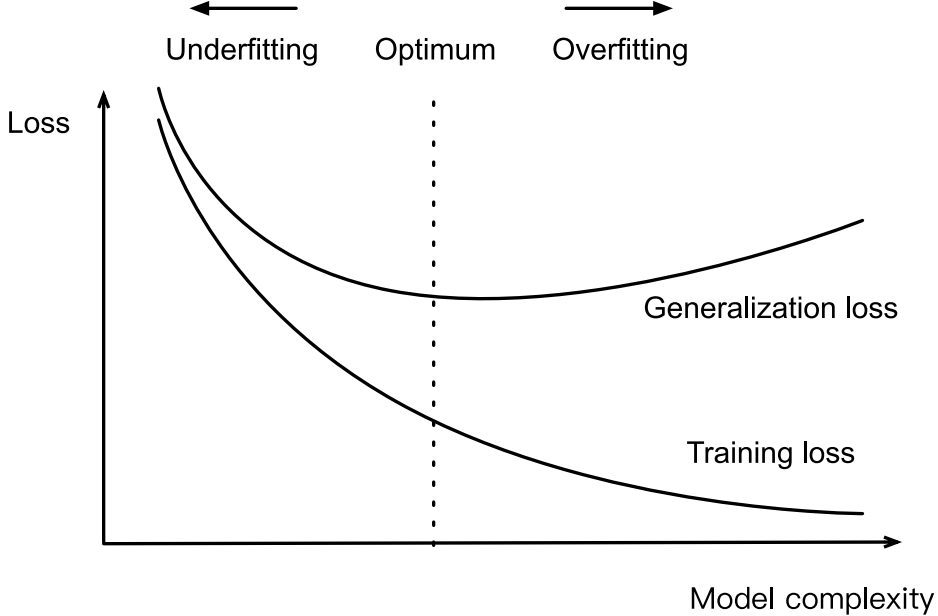 Underfitting Optimum Overfitting
Loss
Generalization loss
Training loss
Model complexity